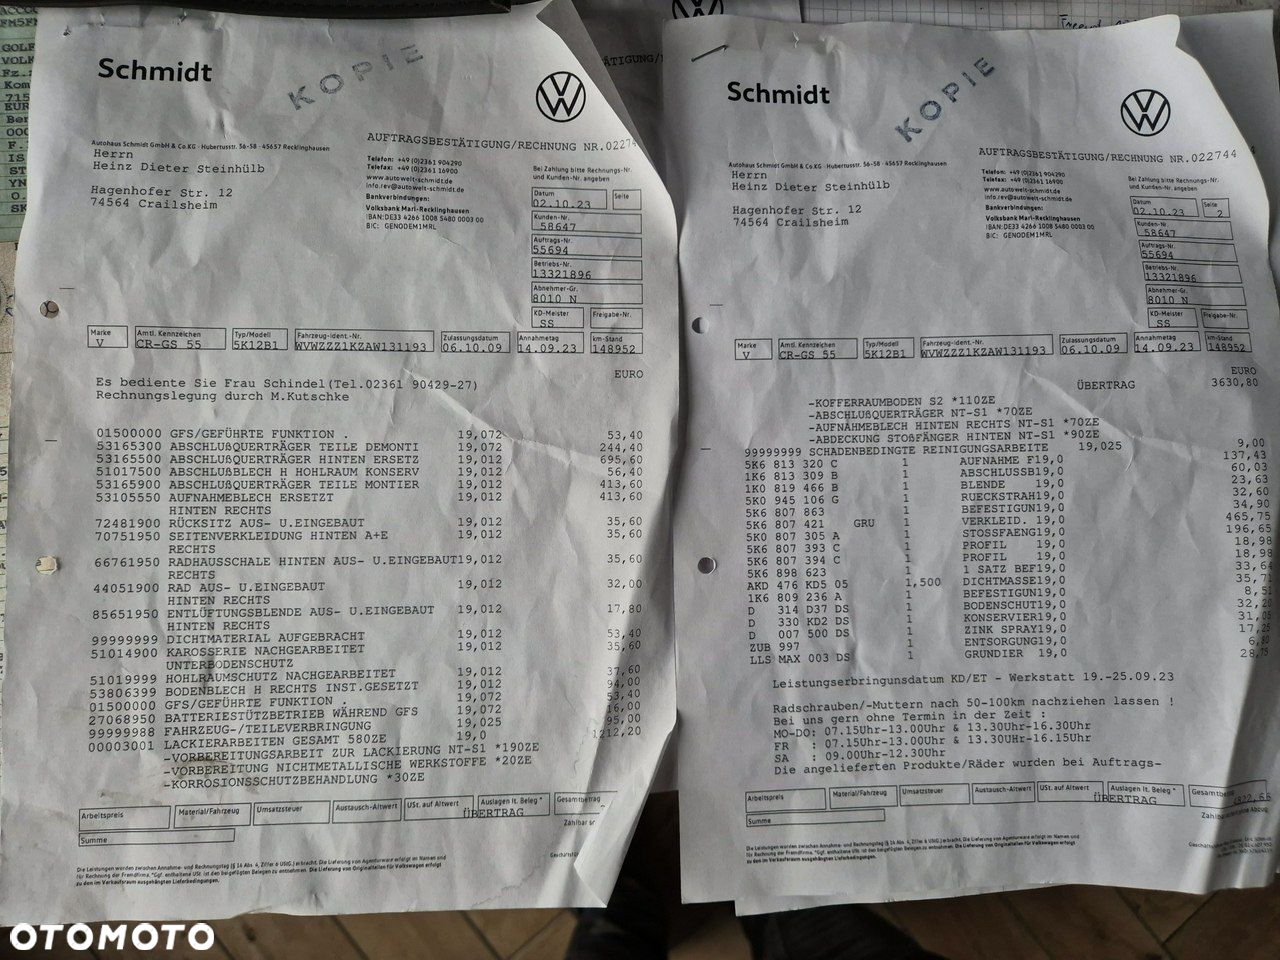 Schmidt
KOPIE
AUFTRAGSBESTÄTIGUNG/RECHNUNG NR.02274
Autohaus Schmidt GmbH & Co.KG · Hubertusstr. 56-58 · 45657 Recklinghausen
Herrn
Heinz Dieter Steinhülb
Hagenhofer Str. 12
74564 Crailsheim
Telefon: +49 (0)2361 904290
Telefax: +49 (0)2361 16900
www.autowelt-schmidt.de
info.rev@autowelt-schmidt.de
Bankverbindungen:
Volksbank Marl-Recklinghausen
IBAN:DE33 4266 1008 5480 0003 00
BIC: GENODEM1MRL
Bei Zahlung bitte Rechnungs-Nr.
und Kunden-Nr. angeben
Datum Seite
02.10.23
Kunden-Nr.
58647
Auftrags-Nr.
55694
Betriebs-Nr.
13321896
Abnehmer-Gr.
8010 N
KD-Meister Freigabe-Nr.
SS
Marke Amtl. Kennzeichen Typ/Modell Fahrzeug-Ident.-Nr. Zulassungsdatum Annahmetag km-Stand
V CR-GS 55 5K12B1 WVWZZZ1KZAW131193 06.10.09 14.09.23 148952
EURO
Es bediente Sie Frau Schindel(Tel.02361 90429-27)
Rechnungslegung durch M.Kutschke
01500000 GFS/GEFÜHRTE FUNKTION . 19,072 53,40
53165300 ABSCHLUßQUERTRÄGER TEILE DEMONTI 19,072 244,40
53165500 ABSCHLUßQUERTRÄGER HINTEN ERSETZ 19,012 695,60
51017500 ABSCHLUßBLECH H HOHLRAUM KONSERV 19,012 56,40
53165900 ABSCHLUßQUERTRÄGER TEILE MONTIER 19,012 413,60
53105550 AUFNAHMEBLECH ERSETZT 19,012 413,60
HINTEN RECHTS
72481900 RÜCKSITZ AUS- U.EINGEBAUT 19,012 35,60
70751950 SEITENVERKLEIDUNG HINTEN A+E 19,012 35,60
RECHTS
66761950 RADHAUSSCHALE HINTEN AUS- U.EINGEBAUT19,012 35,60
RECHTS
44051900 RAD AUS- U.EINGEBAUT 19,012 32,00
HINTEN RECHTS
85651950 ENTLÜFTUNGSBLENDE AUS- U.EINGEBAUT 19,012 17,80
HINTEN RECHTS
99999999 DICHTMATERIAL AUFGEBRACHT 19,012 53,40
51014900 KAROSSERIE NACHGEARBEITET 19,012 35,60
UNTERBODENSCHUTZ
51019999 HOHLRAUMSCHUTZ NACHGEARBEITET 19,012 37,60
53806399 BODENBLECH H RECHTS INST.GESETZT 19,012 94,00
01500000 GFS/GEFÜHRTE FUNKTION . 19,072 53,40
27068950 BATTERIESTÜTZBETRIEB WÄHREND GFS 19,072 16,00
99999988 FAHRZEUG-/TEILEVERBRINGUNG 19,025 95,00
00003001 LACKIERARBEITEN GESAMT 580ZE 19,0 1212,20
-VORBEREITUNGSARBEIT ZUR LACKIERUNG NT-S1 *190ZE
-VORBEREITUNG NICHTMETALLISCHE WERKSTOFFE *20ZE
-KORROSIONSSCHUTZBEHANDLUNG *30ZE
Arbeitspreis Material/Fahrzeug Umsatzsteuer Austausch-Altwert USt. auf Altwert Auslagen lt. Beleg * Gesamtbetrag
ÜBERTRAG
Summe
Zahlbar
Schmidt
KOPIE
AUFTRAGSBESTÄTIGUNG/RECHNUNG NR.022744
Autohaus Schmidt GmbH & Co.KG · Hubertusstr. 56-58 · 45657 Recklinghausen
Herrn
Heinz Dieter Steinhülb
Hagenhofer Str. 12
74564 Crailsheim
Telefon: +49 (0)2361 904290
Telefax: +49 (0)2361 16900
www.autowelt-schmidt.de
info.rev@autowelt-schmidt.de
Bankverbindungen:
Volksbank Marl-Recklinghausen
IBAN:DE33 4266 1008 5480 0003 00
BIC: GENODEM1MRL
Bei Zahlung bitte Rechnungs-Nr.
und Kunden-Nr. angeben
Datum Seite
02.10.23 2
Kunden-Nr.
58647
Auftrags-Nr.
55694
Betriebs-Nr.
13321896
Abnehmer-Gr.
8010 N
KD-Meister Freigabe-Nr.
SS
Marke Amtl. Kennzeichen Typ/Modell Fahrzeug-Ident.-Nr. Zulassungsdatum Annahmetag km-Stand
V CR-GS 55 5K12B1 WVWZZZ1KZAW131193 06.10.09 14.09.23 148952
EURO
ÜBERTRAG 3630,80
-KOFFERRAUMBODEN S2 *110ZE
-ABSCHLUßQUERTRÄGER NT-S1 *70ZE
-AUFNAHMEBLECH HINTEN RECHTS NT-S1 *70ZE
-ABDECKUNG STOßFÄNGER HINTEN NT-S1 *90ZE
99999999 SCHADENBEDINGTE REINIGUNGSARBEITE 19,025 9,00
5K6 813 320 C 1 AUFNAHME F19,0 137,43
1K6 813 309 B 1 ABSCHLUSSB19,0 60,03
1K0 819 466 B 1 BLENDE 19,0 23,63
5K0 945 106 G 1 RUECKSTRAH19,0 32,60
5K6 807 863 1 BEFESTIGUN19,0 34,90
5K6 807 421 GRU 1 VERKLEID. 19,0 465,75
5K0 807 305 A 1 STOSSFAENG19,0 196,65
5K6 807 393 C 1 PROFIL 19,0 18,98
5K6 807 394 C 1 PROFIL 19,0 18,98
5K6 898 623 1 1 SATZ BEF19,0 33,64
AKD 476 KD5 05 1,500 DICHTMASSE19,0 35,71
1K6 809 236 A 1 BEFESTIGUN19,0 8,51
D 314 D37 DS 1 BODENSCHUT19,0 32,20
D 330 KD2 DS 1 KONSERVIER19,0 31,05
D 007 500 DS 1 ZINK SPRAY19,0 17,25
ZUB 997 1 ENTSORGUNG19,0 6,80
LLS MAX 003 DS 1 GRUNDIER 19,0 28,75
Leistungserbringunsdatum KD/ET - Werkstatt 19.-25.09.23
Radschrauben/-Muttern nach 50-100km nachziehen lassen !
Bei uns gern ohne Termin in der Zeit :
MO-DO: 07.15Uhr-13.00Uhr & 13.30Uhr-16.30Uhr
FR : 07.15Uhr-13.00Uhr & 13.30UHr-16.15Uhr
SA : 09.00Uhr-12.30Uhr
Die angelieferten Produkte/Räder wurden bei Auftrags-
Arbeitspreis Material/Fahrzeug Umsatzsteuer Austausch-Altwert USt. auf Altwert Auslagen lt. Beleg *
ÜBERTRAG
Summe
OTOMOTO